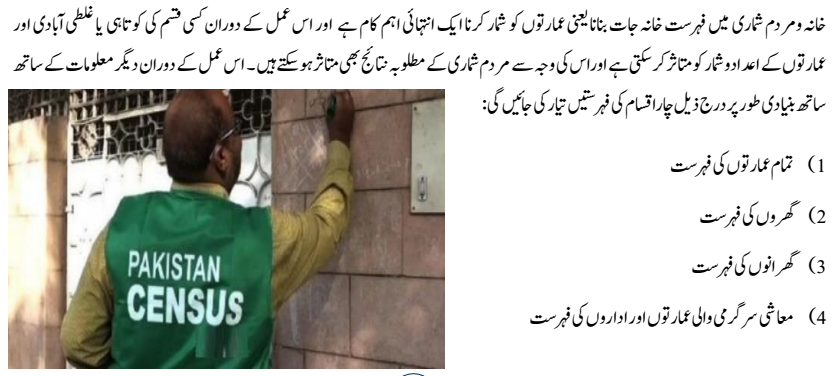 خانہ ومردم شماری میں فہرست خانہ جات بنانا یعنی عمارتوں کو شمار کرنا ایک انتہائی اہم کام ہے اور اس عمل کے دوران کسی قسم کی کوتاہی یا غلطی آبادی اور
عمارتوں کے اعداد و شمار کو متاثر کر سکتی ہے اور اس کی وجہ سے مردم شماری کے مطلوبہ نتائج بھی متاثر ہو سکتے ہیں۔ اس عمل کے دوران دیگر معلومات کے ساتھ
ساتھ بنیادی طور پر درج ذیل چار اقسام کی فہرستیں تیار کی جائیں گی:
1) تمام عمارتوں کی فہرست
2) گھروں کی فہرست
3) گھرانوں کی فہرست
4) معاشی سرگرمی والی عمارتوں اور اداروں کی فہرست
PAKISTAN
CENSUS